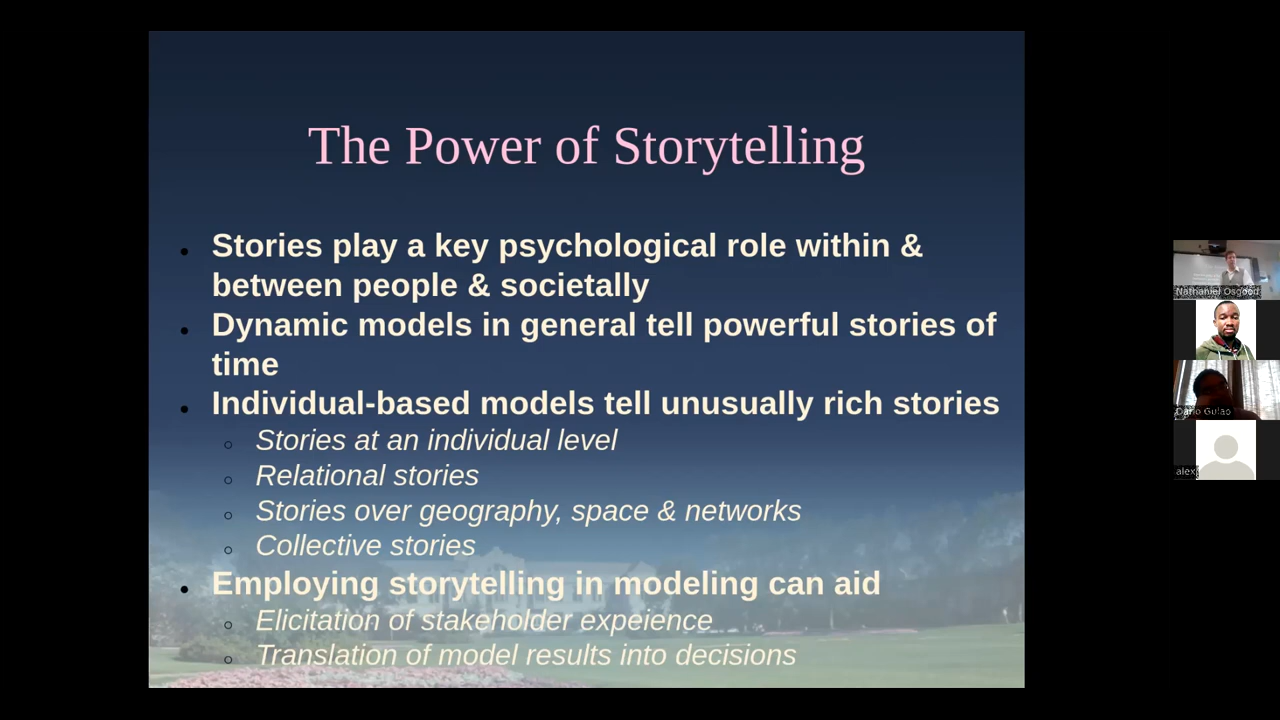 The Power of Storytelling
Stories play a key psychological role within &
between people & societally
Dynamic models in general tell powerful stories of
time
Individual-based models tell unusually rich stories
Stories at an individual level
Relational stories
Stories over geography, space & networks
Collective stories
Employing storytelling in modeling can aid
Elicitation of stakeholder expeience
Translation of model results into decisions
Nathaniel Osgood
Dario Gulao
alex